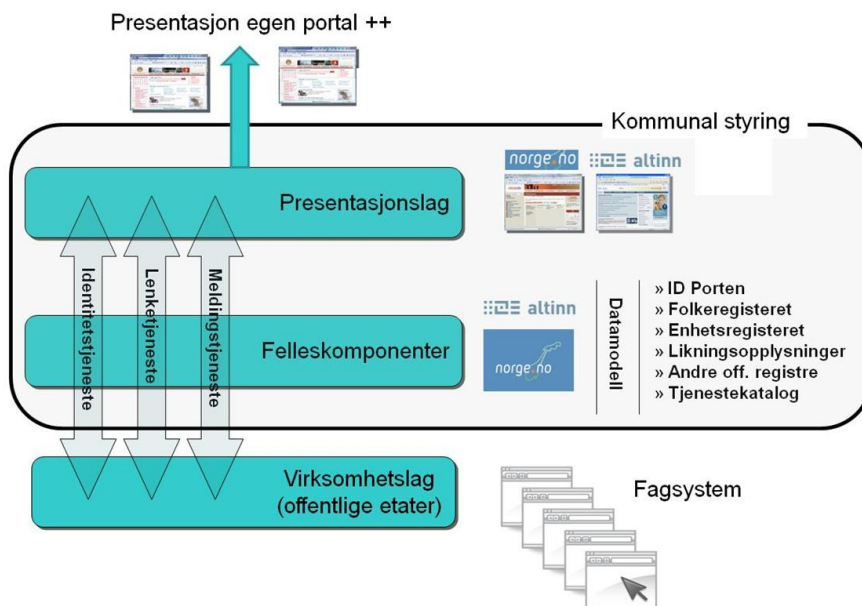 Presentasjon egen portal ++
Kommunal styring
norge.no
altinn
Presentasjonslag
Identitetstjeneste
Lenketjeneste
Meldingstjeneste
altinn
norge.no
Datamodell
» ID Porten
» Folkeregisteret
» Enhetsregisteret
» Likningsopplysninger
» Andre off. registre
» Tjenestekatalog
Felleskomponenter
Virksomhetslag
(offentlige etater)
Fagsystem